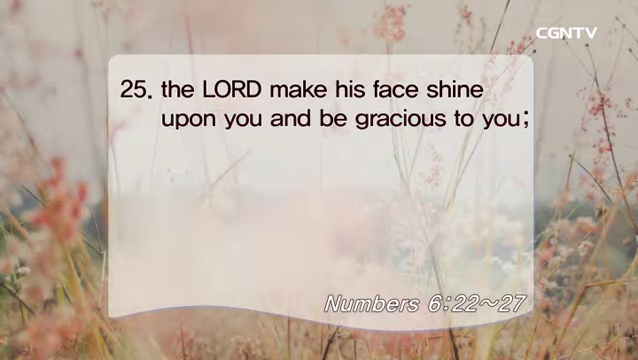 CGNTV
25. the LORD make his face shine
upon you and be gracious to you;
Numbers 6:22~27